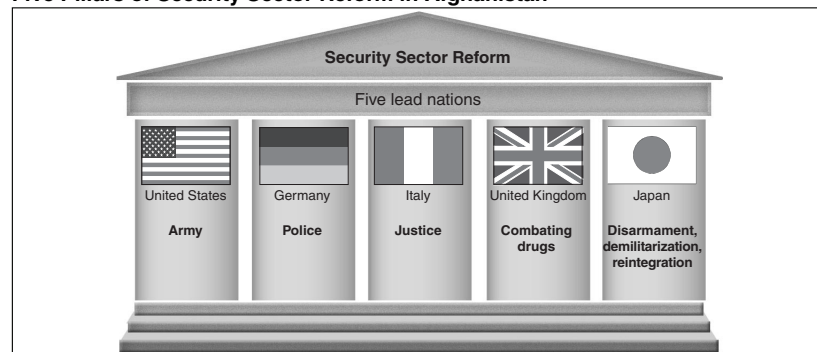 Five Pillars of Security Sector Reform in Afghanistan
Security Sector Reform
Five lead nations
United States
Germany
Italy
United Kingdom
Japan
Army
Police
Justice
Combating
drugs
Disarmament,
demilitarization,
reintegration